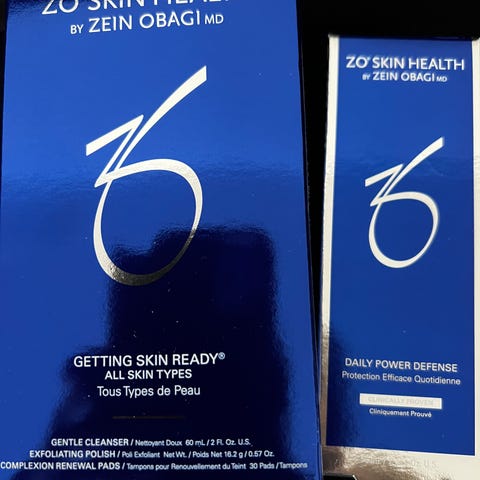 ZO® SKIN HEALTH
BY ZEIN OBAGI MD
GETTING SKIN READY®
ALL SKIN TYPES
Tous Types de Peau
GENTLE CLEANSER / Nettoyant Doux 60 mL / 2 Fl. Oz. U.S.
EXFOLIATING POLISH / Poli Exfoliant Net Wt. / Poids Net 16.2 g / 0.57 Oz.
COMPLEXION RENEWAL PADS / Tampons pour Renouvellement du Teint 30 Pads / Tampons
ZO® SKIN HEALTH
BY ZEIN OBAGI MD
DAILY POWER DEFENSE
Protection Efficace Quotidienne
CLINICALLY PROVEN
Cliniquement Prouvé